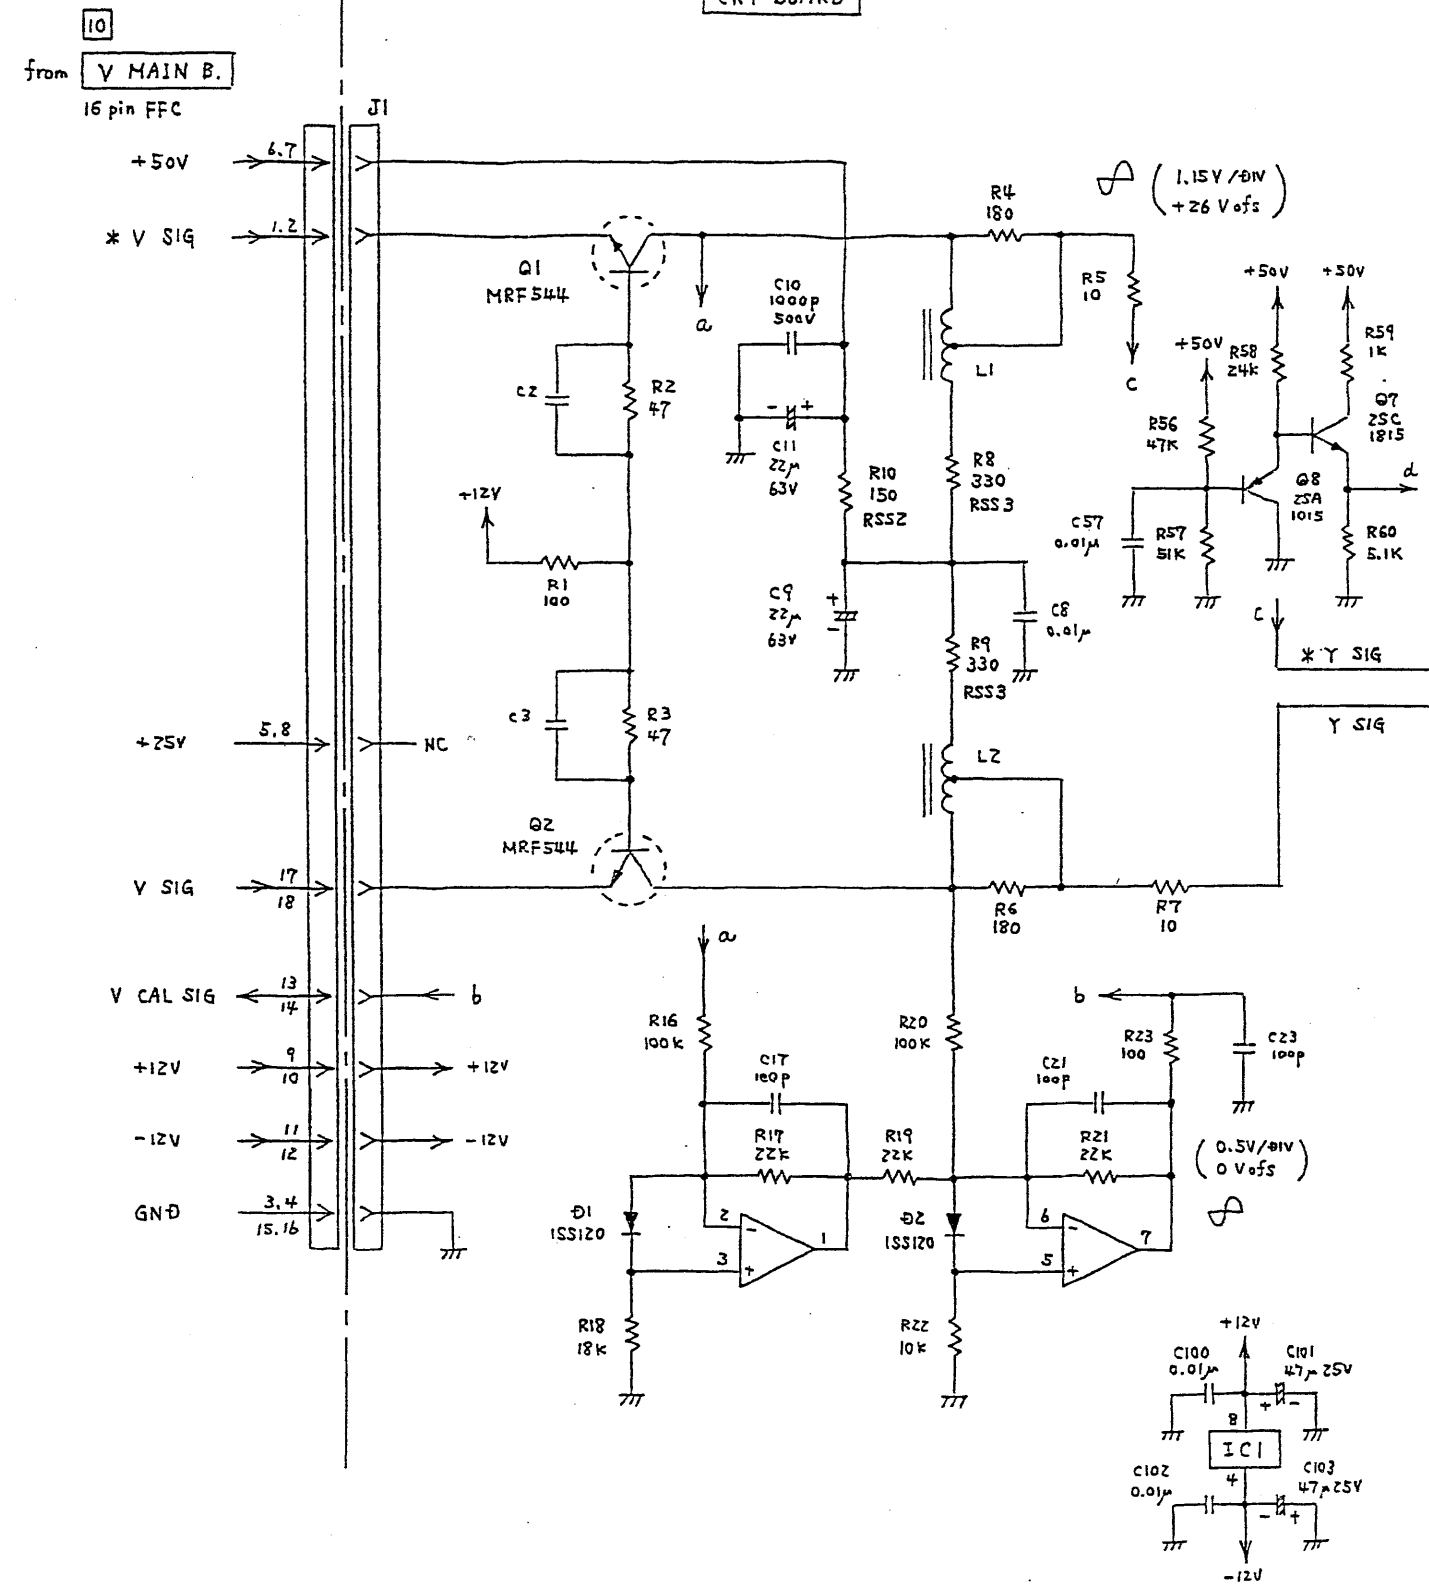 CRT BOARD
10
from V MAIN B.
16 pin FFC
J1
+50V
6.7
* V SIG
1.2
Q1
MRF544
a
C10
1000p
500V
R4
180
(1.15V/DIV
+26 Vofs)
R5
10
C
L1
+50V
+50V
+50V
R58
24K
R59
1K
Q7
2SC
1815
R56
47K
Q8
2SA
1015
d
C57
0.01μ
R57
51K
R60
5.1K
C2
R2
47
- +
C11
22μ
63V
R10
150
RSS2
R8
330
RSS3
+12V
R1
100
C9
22μ
63V
+
-
C8
0.01μ
R9
330
RSS3
C
* Y SIG
Y SIG
C3
R3
47
+25V
5.8
NC
L2
Q2
MRF544
V SIG
17
18
R6
180
R7
10
a
V CAL SIG
13
14
b
b
R16
100K
R20
100K
R23
100
C23
100p
+12V
9
10
+12V
C17
100p
C21
100p
-12V
11
12
-12V
R17
22K
R19
22K
R21
22K
(0.5V/DIV
0 Vofs)
GND
3.4
15.16
D1
1SS120
2
-
3
+
1
D2
1SS120
6
-
5
+
7
R18
18K
R22
10K
+12V
C100
0.01μ
C101
47μ25V
+ -
8
IC1
4
C102
0.01μ
C103
47μ25V
- +
-12V